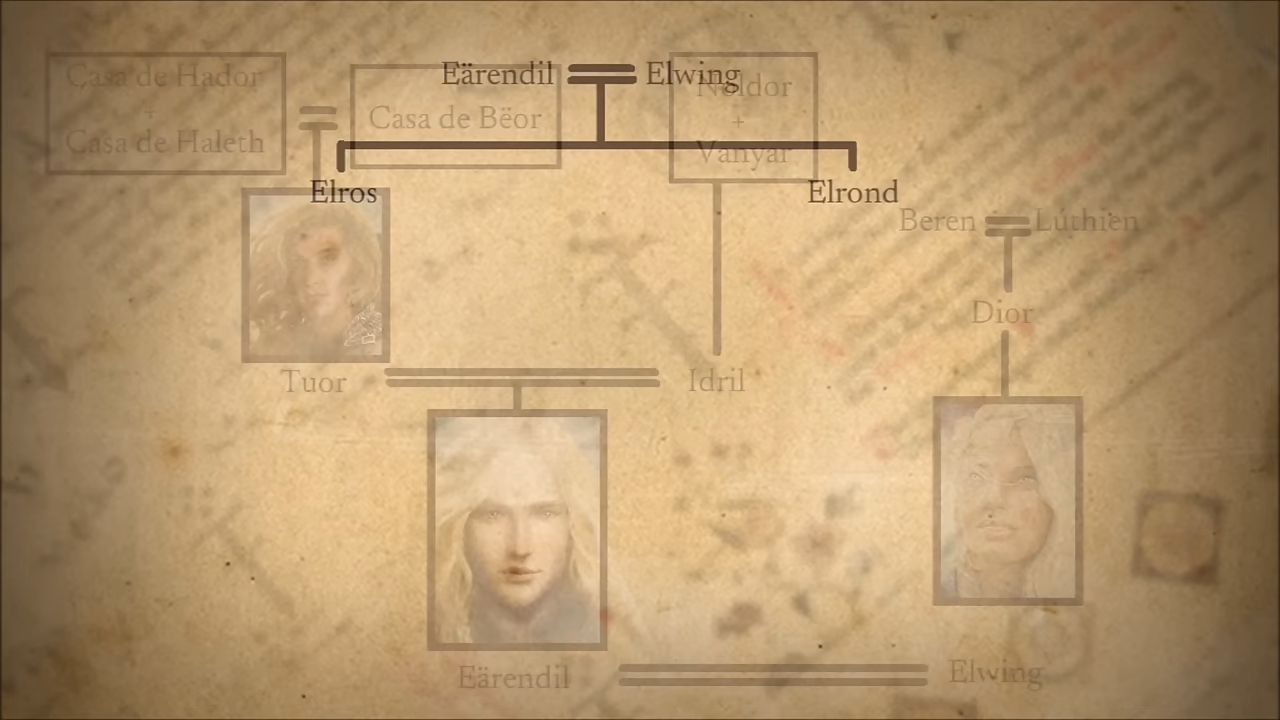 Casa de Hador
+
Casa de Haleth
Casa de Bëor
Eärendil
Elwing
Noldor
+
Vanyar
Elros
Elrond
Beren
Lúthien
Dior
Tuor
Idril
Eärendil
Elwing